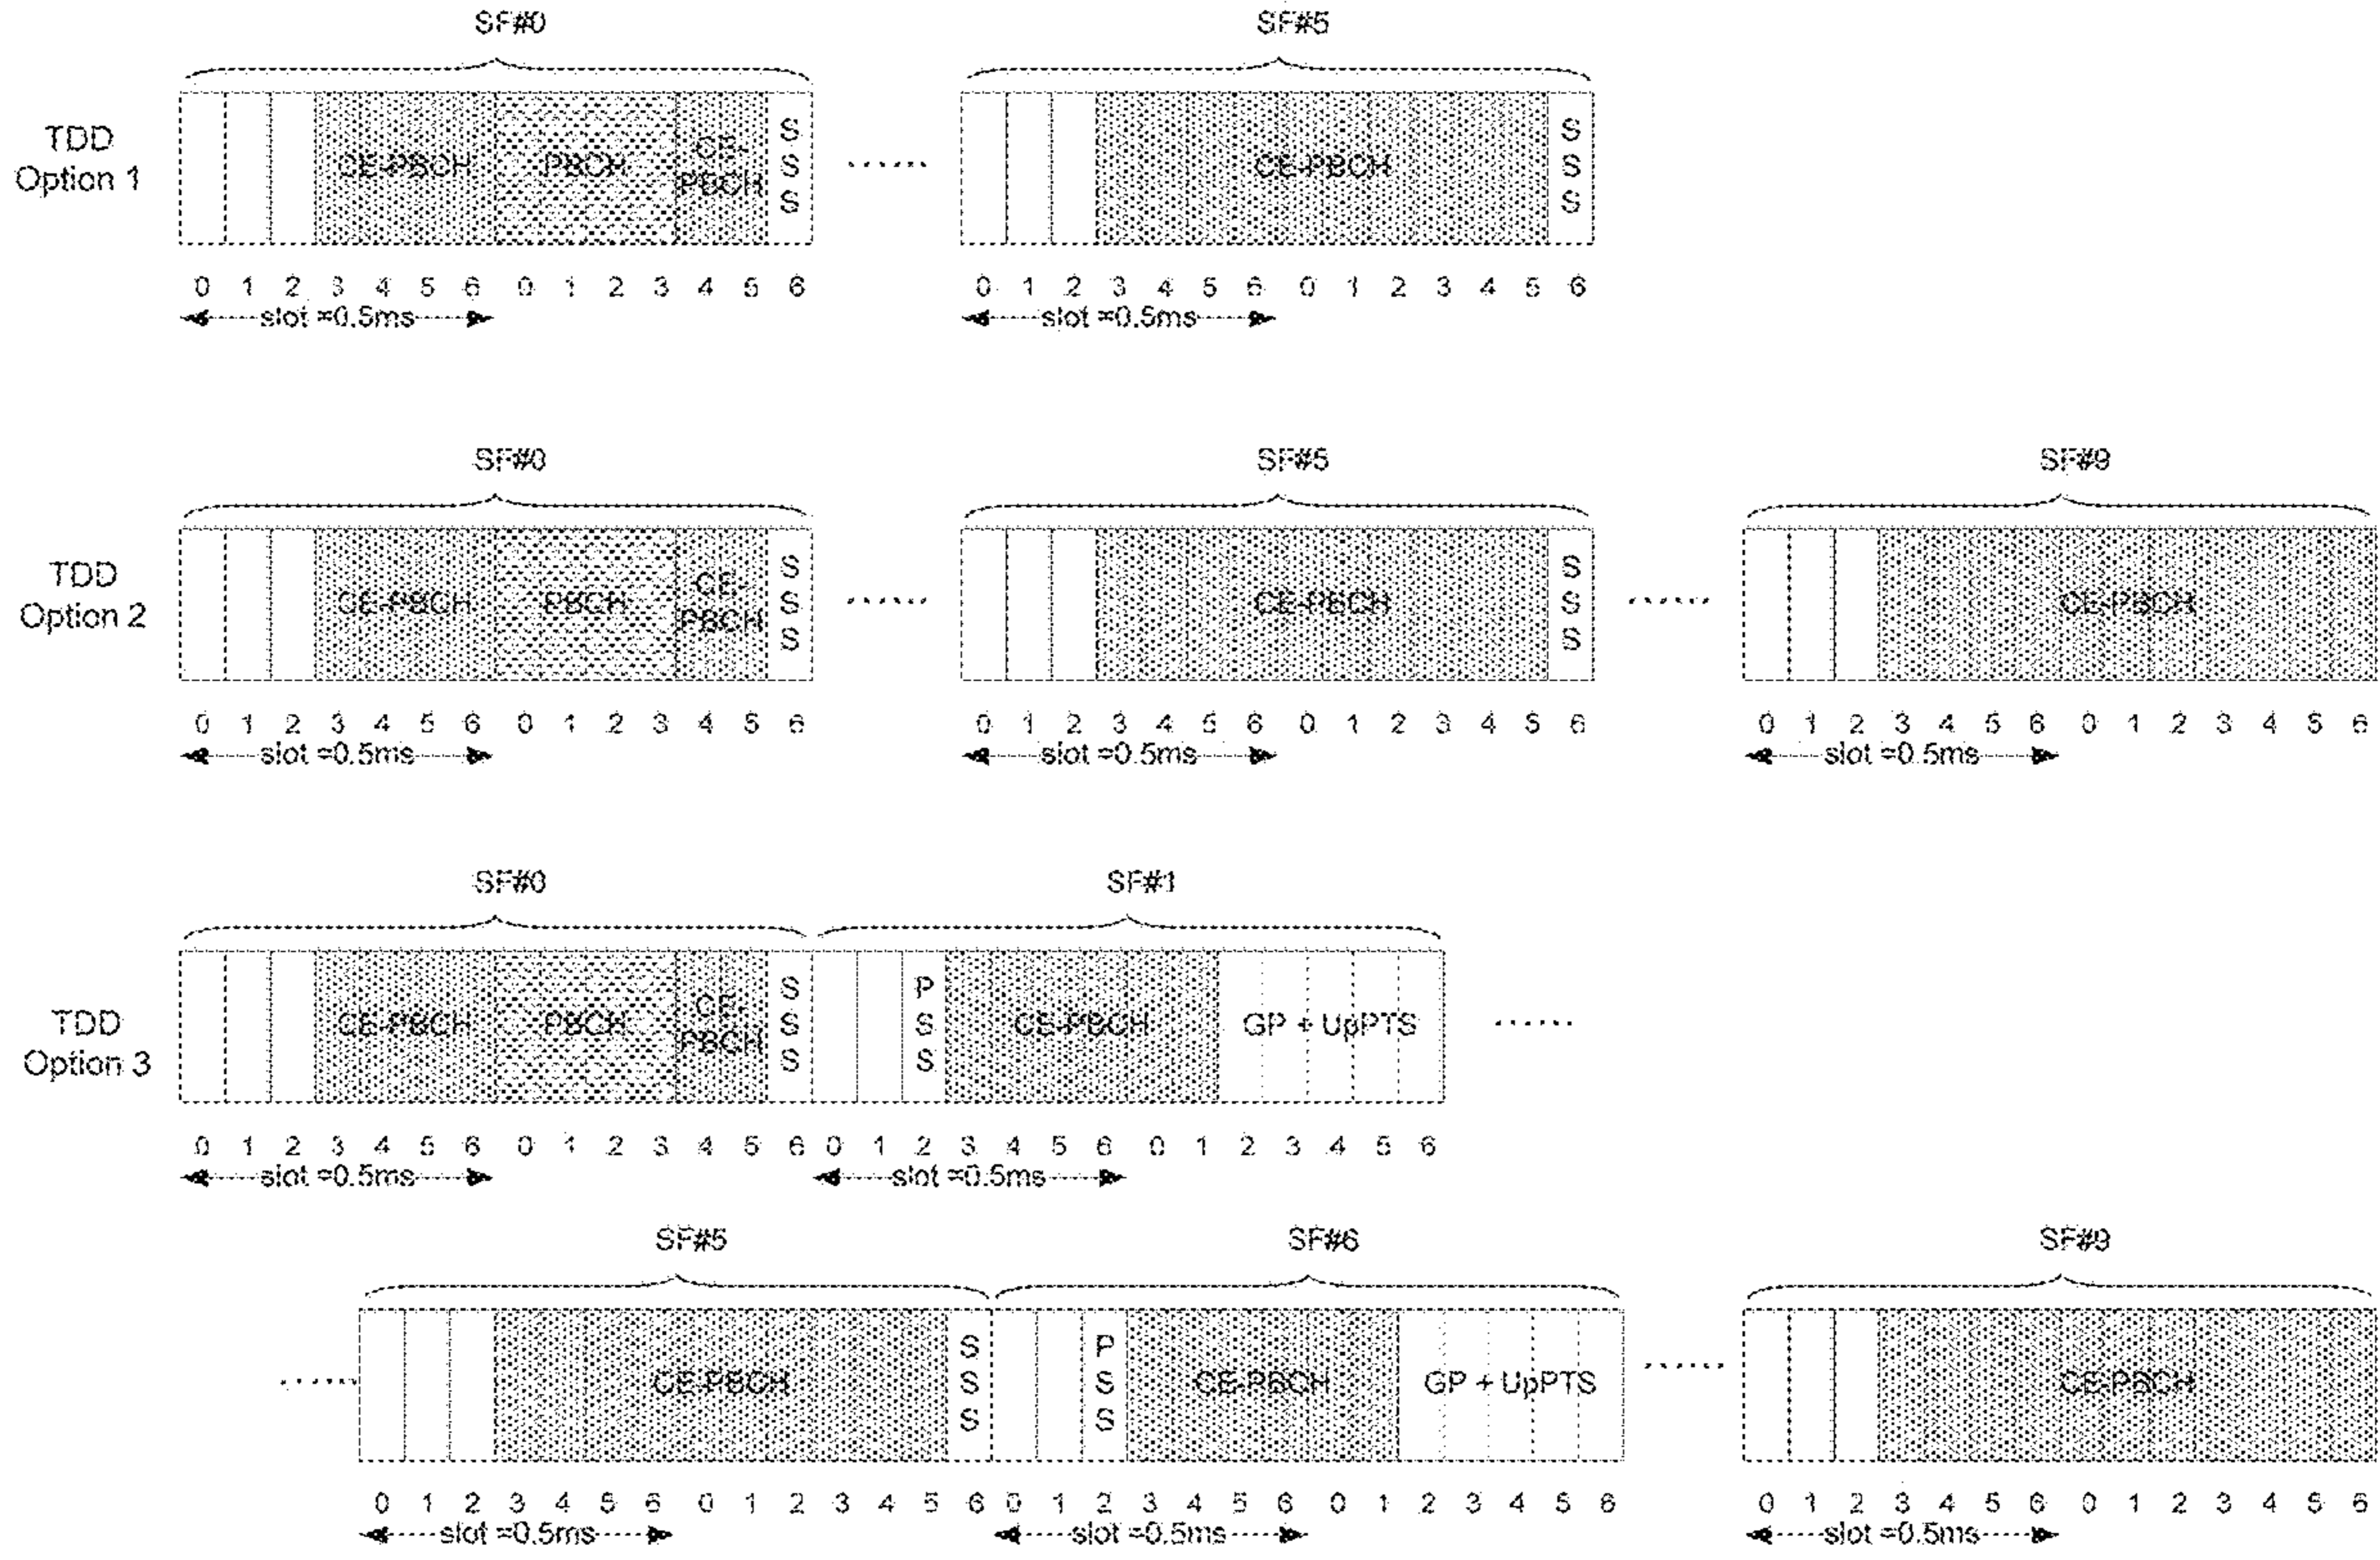 SF#0 SF#5
TDD
Option 1
CE-PBCH PBCH CE-
PBCH
S
S
S
CE-PBCH
S
S
S
0 1 2 3 4 5 6 0 1 2 3 4 5 6 0 1 2 3 4 5 6 0 1 2 3 4 5 6
slot =0.5ms slot =0.5ms
SF#0 SF#5 SF#9
TDD
Option 2
CE-PBCH PBCH CE-
PBCH
S
S
S
CE-PBCH
S
S
S
CE-PBCH
0 1 2 3 4 5 6 0 1 2 3 4 5 6 0 1 2 3 4 5 6 0 1 2 3 4 5 6 0 1 2 3 4 5 6 0 1 2 3 4 5 6
slot =0.5ms slot =0.5ms slot =0.5ms
SF#0 SF#1
TDD
Option 3
CE-PBCH PBCH CE-
PBCH
S
S
S
P
S
S
CE-PBCH GP + UpPTS
0 1 2 3 4 5 6 0 1 2 3 4 5 6 0 1 2 3 4 5 6 0 1 2 3 4 5 6
slot =0.5ms slot =0.5ms
SF#5 SF#6 SF#9
CE-PBCH
S
S
S
P
S
S
CE-PBCH GP + UpPTS CE-PBCH
0 1 2 3 4 5 6 0 1 2 3 4 5 6 0 1 2 3 4 5 6 0 1 2 3 4 5 6 0 1 2 3 4 5 6 0 1 2 3 4 5 6
slot =0.5ms slot =0.5ms slot =0.5ms